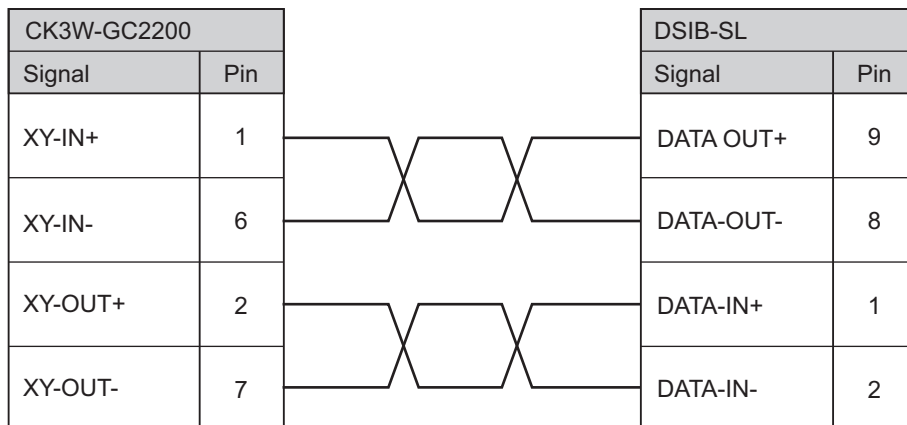 CK3W-GC2200 DSIB-SL
Signal Pin Signal Pin
XY-IN+ 1 DATA OUT+ 9
XY-IN- 6 DATA-OUT- 8
XY-OUT+ 2 DATA-IN+ 1
XY-OUT- 7 DATA-IN- 2